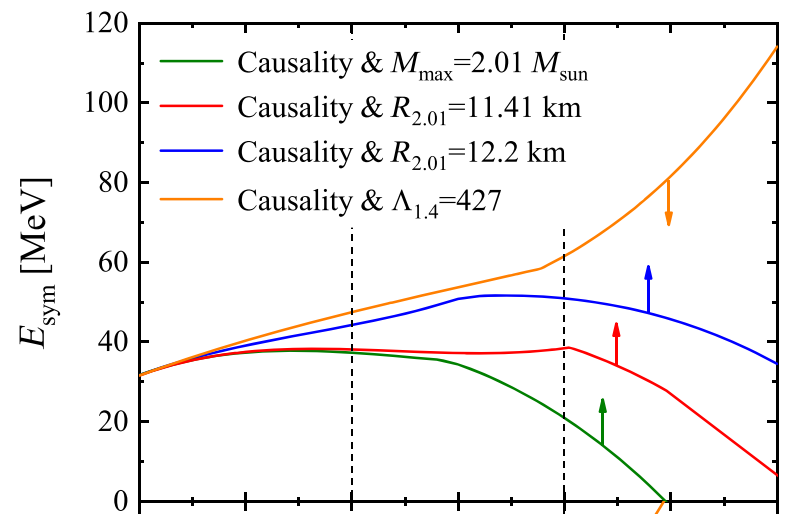 120
100
80
60
40
20
0
E_sym [MeV]
Causality & M_max=2.01 M_sun
Causality & R_2.01=11.41 km
Causality & R_2.01=12.2 km
Causality & Λ_1.4=427